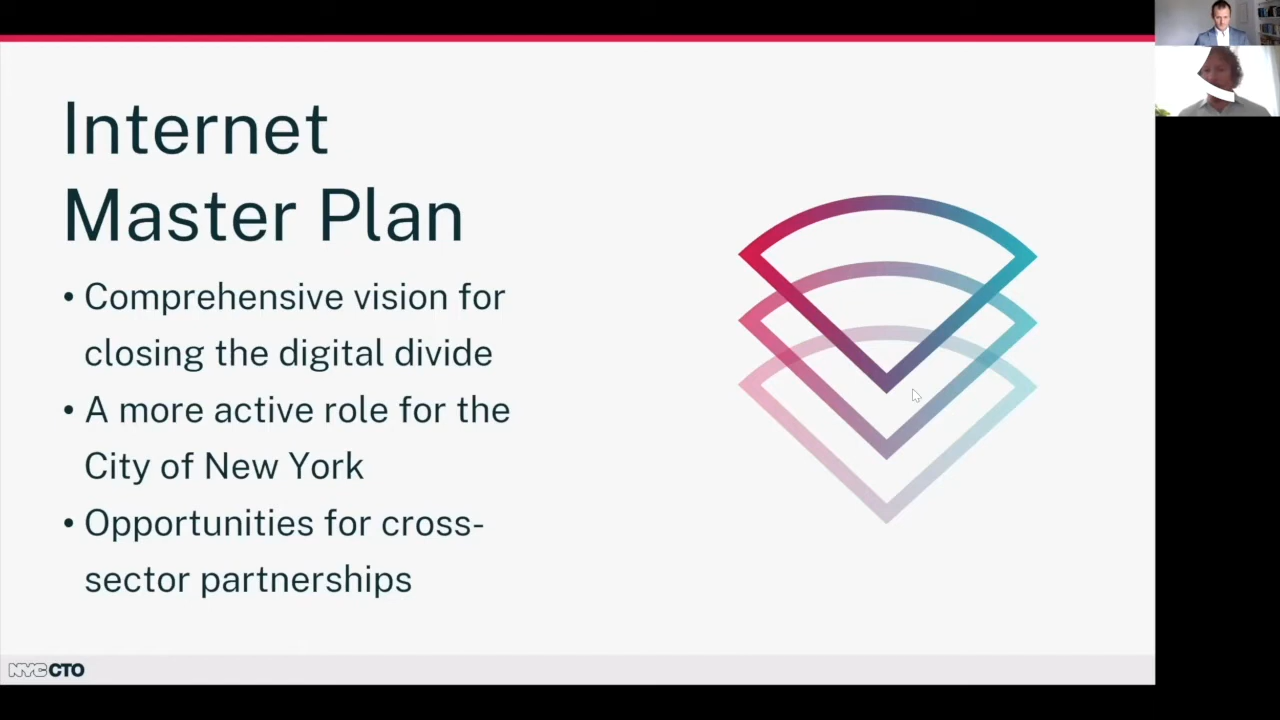 Internet
Master Plan
• Comprehensive vision for
closing the digital divide
• A more active role for the
City of New York
• Opportunities for cross-
sector partnerships
NYC CTO